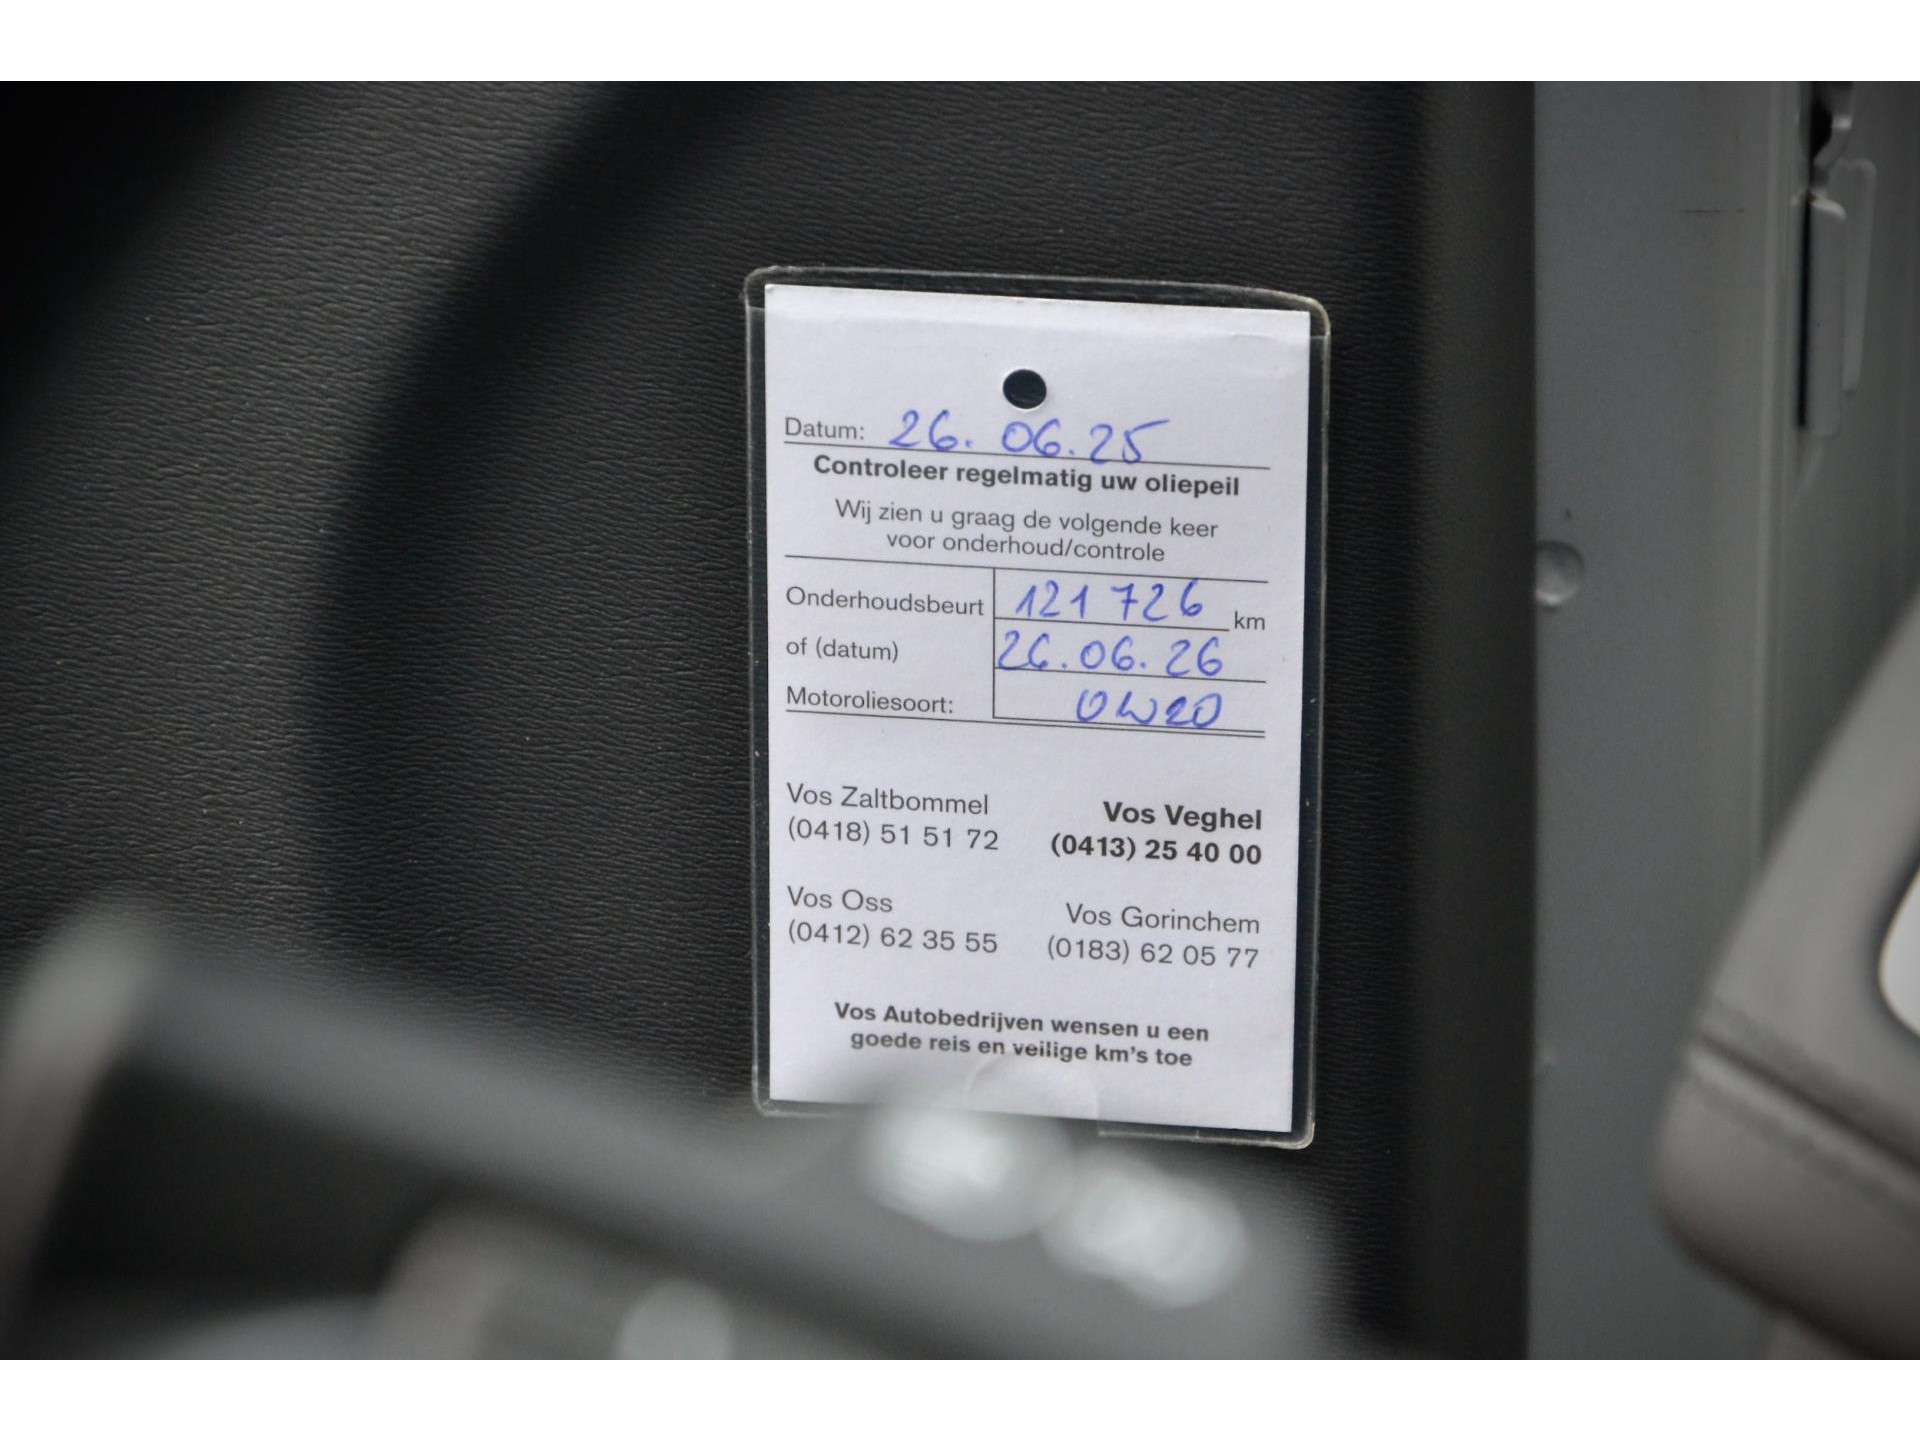 Datum: 26.06.25
Controleer regelmatig uw oliepeil
Wij zien u graag de volgende keer
voor onderhoud/controle
Onderhoudsbeurt 121 726 km
of (datum) 26.06.26
Motoroliesoort: 0W20
Vos Zaltbommel
(0418) 51 51 72
Vos Veghel
(0413) 25 40 00
Vos Oss
(0412) 62 35 55
Vos Gorinchem
(0183) 62 05 77
Vos Autobedrijven wensen u een
goede reis en veilige km's toe